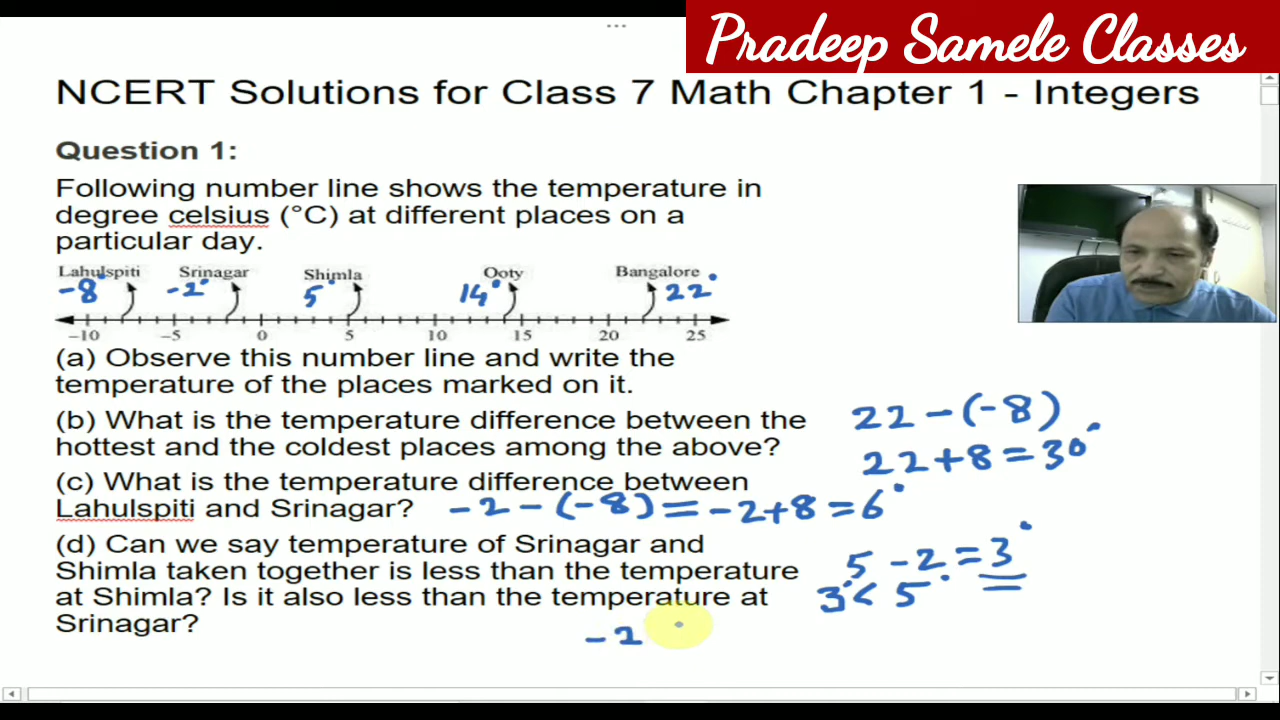 ...
Pradeep Samele Classes
NCERT Solutions for Class 7 Math Chapter 1 - Integers
Question 1:
Following number line shows the temperature in
degree celsius (°C) at different places on a
particular day.
Lahulspiti Srinagar Shimla Ooty Bangalore
-8° -2° 5° 14° 22°
-10 -5 0 5 10 15 20 25
(a) Observe this number line and write the
temperature of the places marked on it.
(b) What is the temperature difference between the
hottest and the coldest places among the above?
22 - (-8)
22 + 8 = 30°
(c) What is the temperature difference between
Lahulspiti and Srinagar? -2 - (-8) = -2 + 8 = 6°
(d) Can we say temperature of Srinagar and
Shimla taken together is less than the temperature
at Shimla? Is it also less than the temperature at
Srinagar?
5 - 2 = 3°
3° < 5°
-2